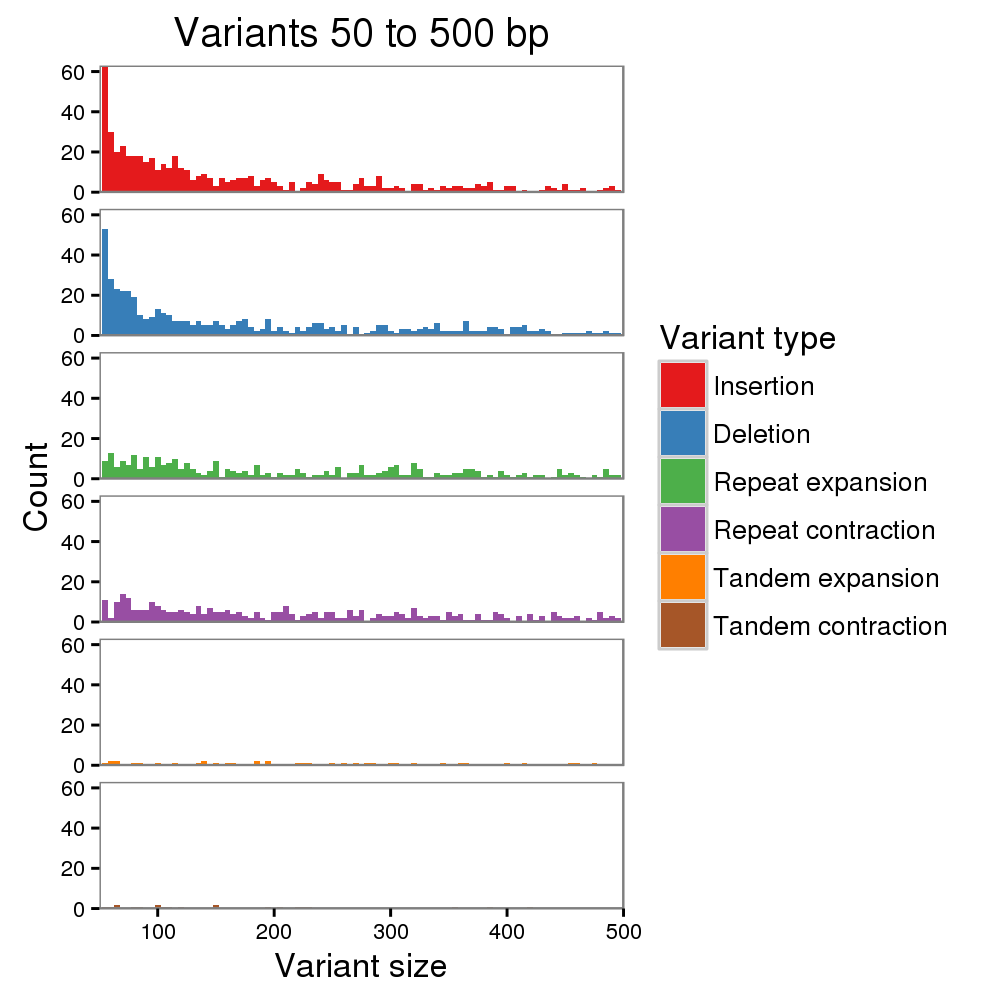 Variants 50 to 500 bp
60
40
20
0
60
40
20
0
60
40
20
0
60
40
20
0
60
40
20
0
60
40
20
0
100 200 300 400 500
Variant size
Count
Variant type
Insertion
Deletion
Repeat expansion
Repeat contraction
Tandem expansion
Tandem contraction